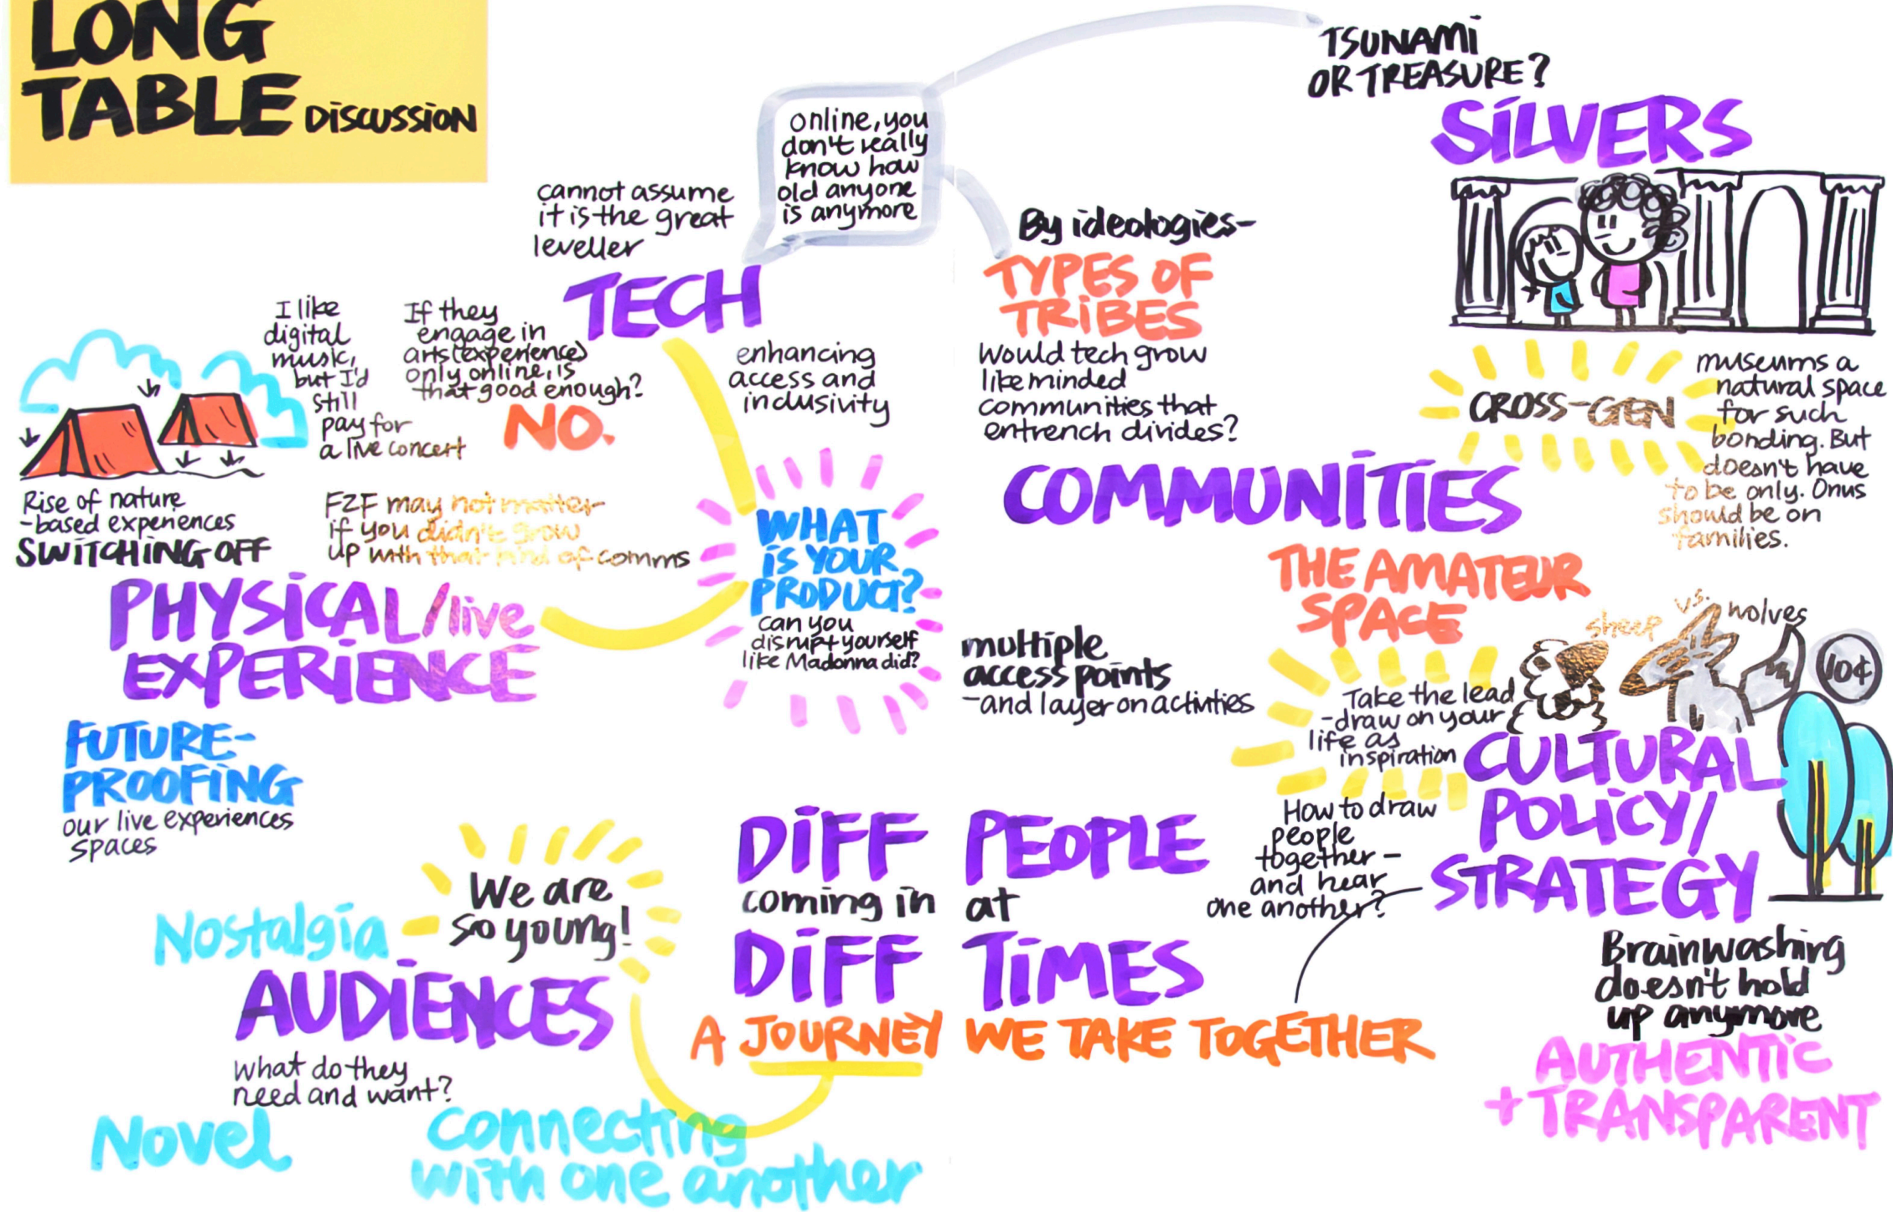 LONG
TABLE DISCUSSION
TSUNAMI
OR TREASURE?
SILVERS
online, you
don't really
know how
old anyone
is anymore
cannot assume
it is the great
leveller
TECH
By ideologies-
TYPES OF
TRIBES
Would tech grow
likeminded
communities that
entrench divides?
I like
digital
music,
but I'd
still
pay for
a live concert
If they
engage in
arts (experience)
only online, is
that good enough?
NO.
enhancing
access and
inclusivity
CROSS-GEN
museums a
natural space
for such
bonding. But
doesn't have
to be only. Onus
should be on
families.
COMMUNITIES
Rise of nature
-based experiences
SWITCHING OFF
F2F may not matter
if you didn't grow
up with that kind of comms
WHAT
IS YOUR
PRODUCT?
can you
disrupt yourself
like Madonna did?
PHYSICAL/live
EXPERIENCE
THE AMATEUR
SPACE
sheep vs. wolves
10¢
multiple
access points
-and layer on activities
Take the lead
-draw on your
life as
inspiration
CULTURAL
POLICY/
STRATEGY
FUTURE-
PROOFING
our live experiences
spaces
How to draw
people
together-
and hear
one another?
DIFF PEOPLE
coming in at
DIFF TIMES
A JOURNEY WE TAKE TOGETHER
We are
so young!
Nostalgia
AUDIENCES
what do they
need and want?
Novel
Connecting
with one another
Brainwashing
doesn't hold
up anymore
AUTHENTIC
+ TRANSPARENT